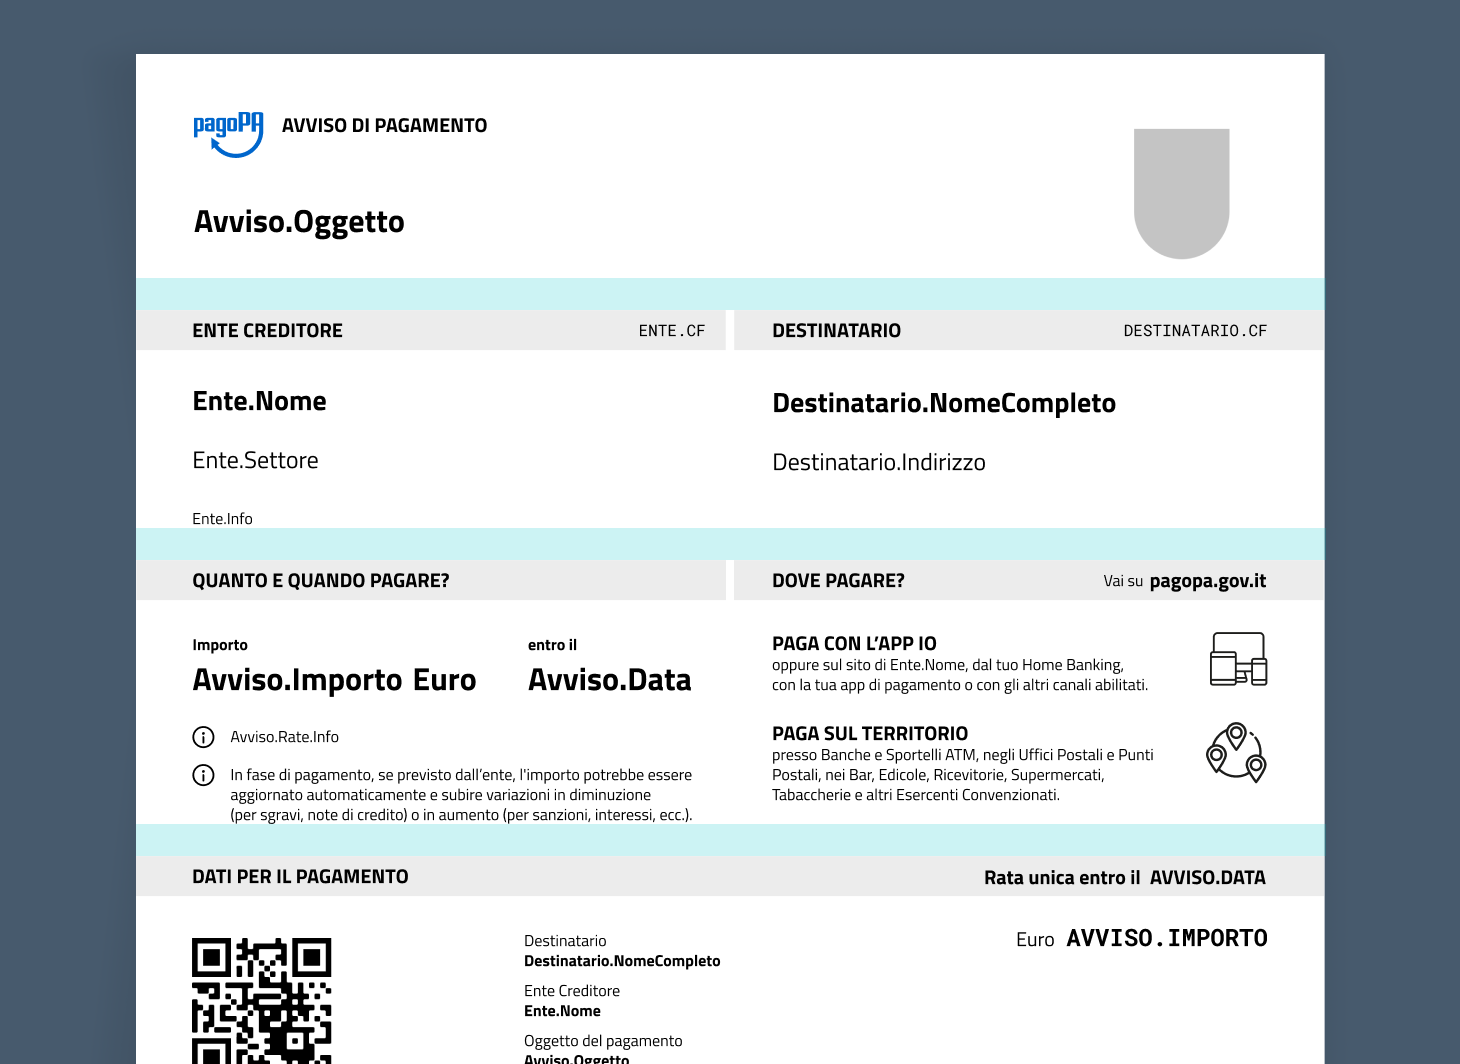 pagoPA AVVISO DI PAGAMENTO
Avviso.Oggetto
ENTE CREDITORE ENTE.CF
Ente.Nome
Ente.Settore
Ente.Info
DESTINATARIO DESTINATARIO.CF
Destinatario.NomeCompleto
Destinatario.Indirizzo
QUANTO E QUANDO PAGARE?
Importo
Avviso.Importo Euro
entro il
Avviso.Data
Avviso.Rate.Info
In fase di pagamento, se previsto dall’ente, l'importo potrebbe essere
aggiornato automaticamente e subire variazioni in diminuzione
(per sgravi, note di credito) o in aumento (per sanzioni, interessi, ecc.).
DOVE PAGARE? Vai su pagopa.gov.it
PAGA CON L’APP IO
oppure sul sito di Ente.Nome, dal tuo Home Banking,
con la tua app di pagamento o con gli altri canali abilitati.
PAGA SUL TERRITORIO
presso Banche e Sportelli ATM, negli Uffici Postali e Punti
Postali, nei Bar, Edicole, Ricevitorie, Supermercati,
Tabaccherie e altri Esercenti Convenzionati.
DATI PER IL PAGAMENTO Rata unica entro il AVVISO.DATA
Euro AVVISO.IMPORTO
Destinatario
Destinatario.NomeCompleto
Ente Creditore
Ente.Nome
Oggetto del pagamento
Avviso.Oggetto